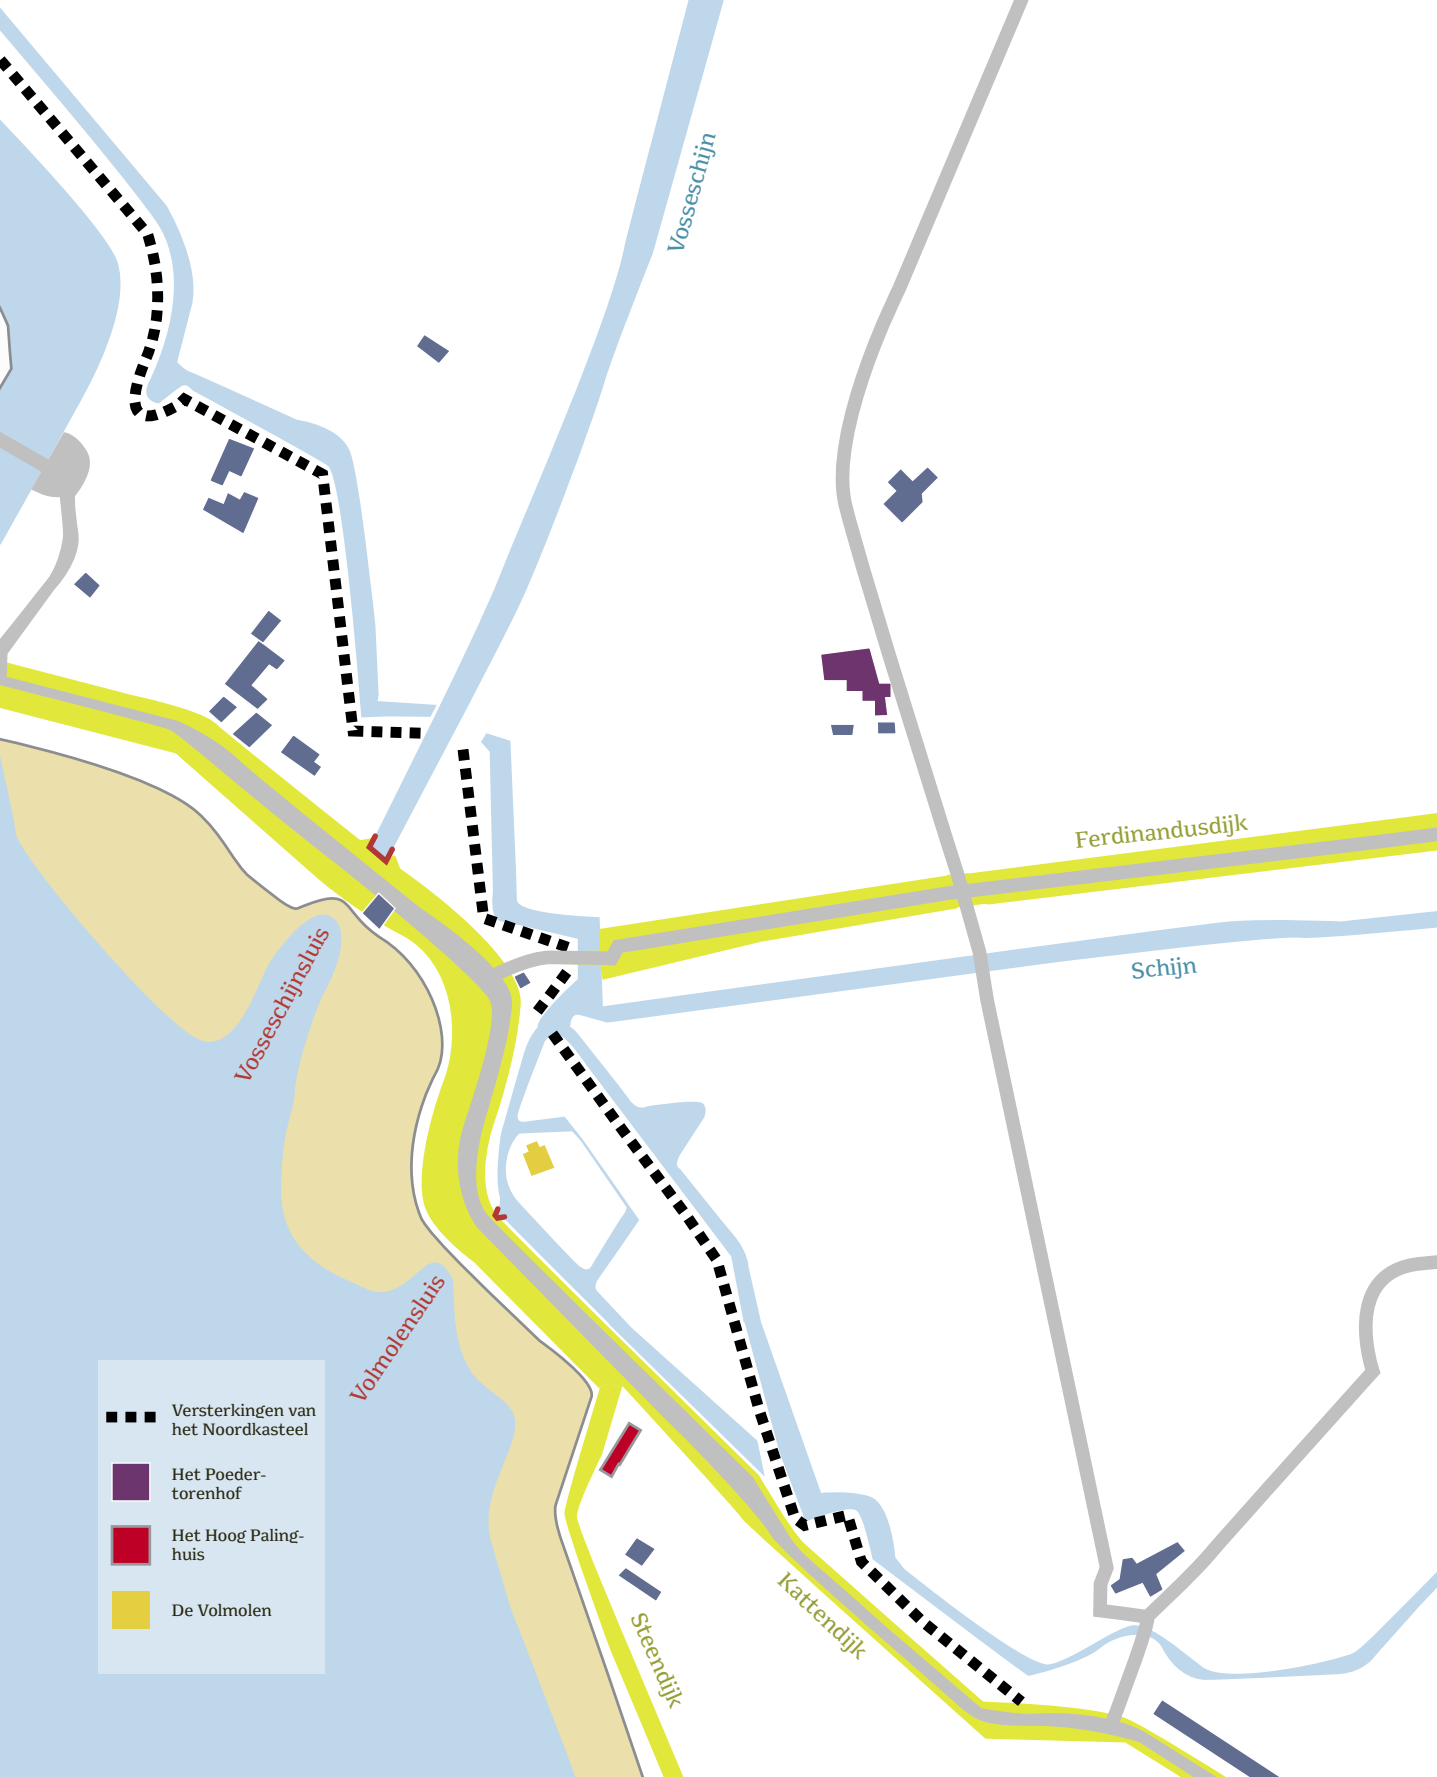 Vosseschijn
Ferdinandusdijk
Schijn
Vosseschijnsluis
Volmolensluis
Versterkingen van
het Noordkasteel
Het Poeder-
torenhof
Het Hoog Paling-
huis
De Volmolen
Kattendijk
Steendijk